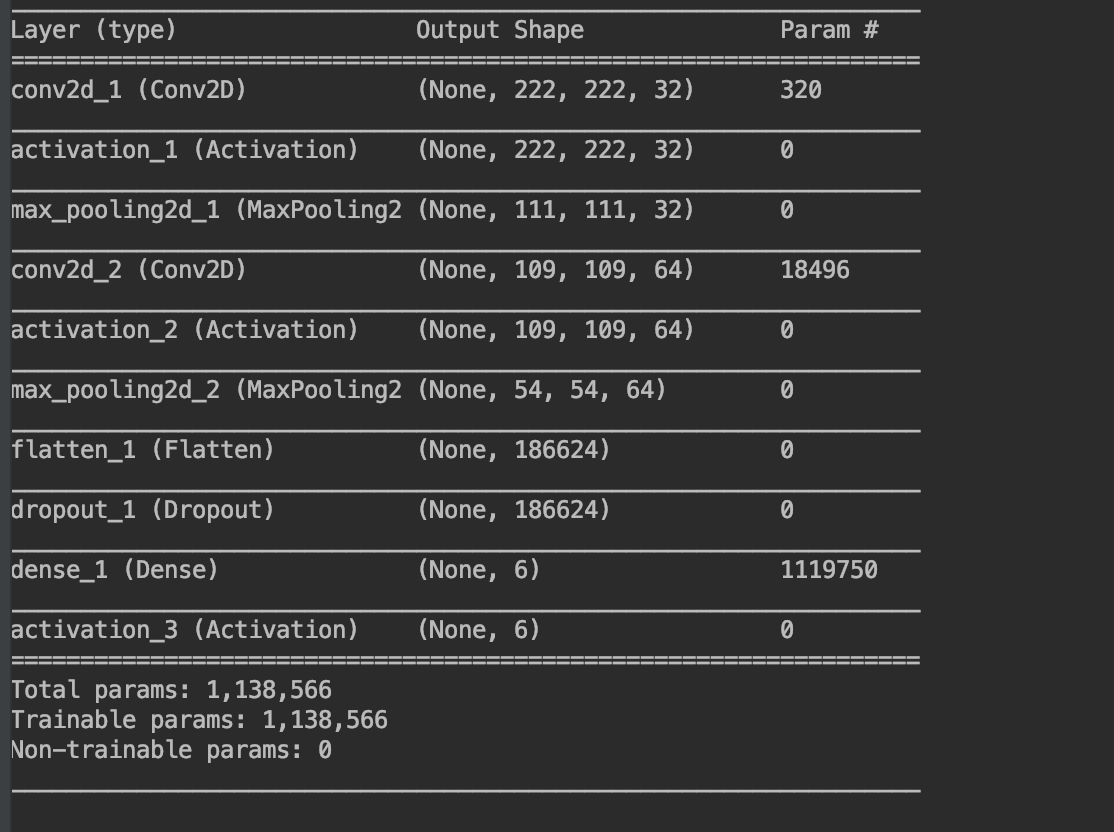 Layer (type) Output Shape Param #
=================================================================
conv2d_1 (Conv2D) (None, 222, 222, 32) 320
activation_1 (Activation) (None, 222, 222, 32) 0
max_pooling2d_1 (MaxPooling2 (None, 111, 111, 32) 0
conv2d_2 (Conv2D) (None, 109, 109, 64) 18496
activation_2 (Activation) (None, 109, 109, 64) 0
max_pooling2d_2 (MaxPooling2 (None, 54, 54, 64) 0
flatten_1 (Flatten) (None, 186624) 0
dropout_1 (Dropout) (None, 186624) 0
dense_1 (Dense) (None, 6) 1119750
activation_3 (Activation) (None, 6) 0
=================================================================
Total params: 1,138,566
Trainable params: 1,138,566
Non-trainable params: 0